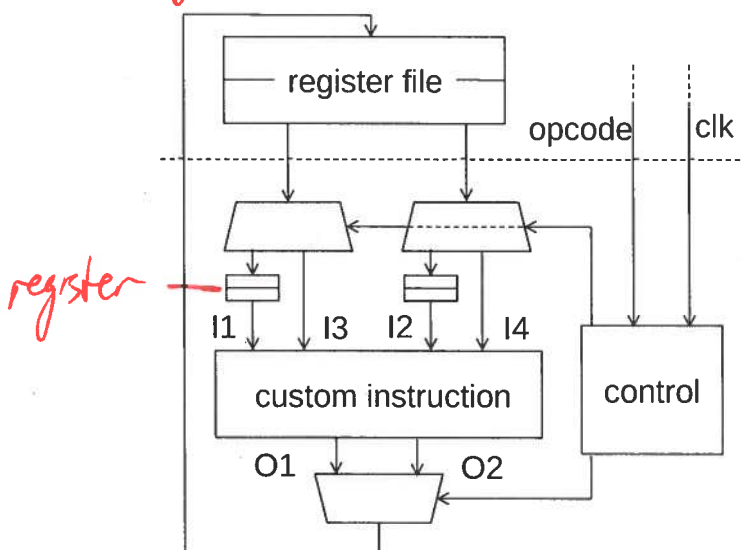 register file
opcode
clk
register
I1
I3
I2
I4
custom instruction
control
O1
O2